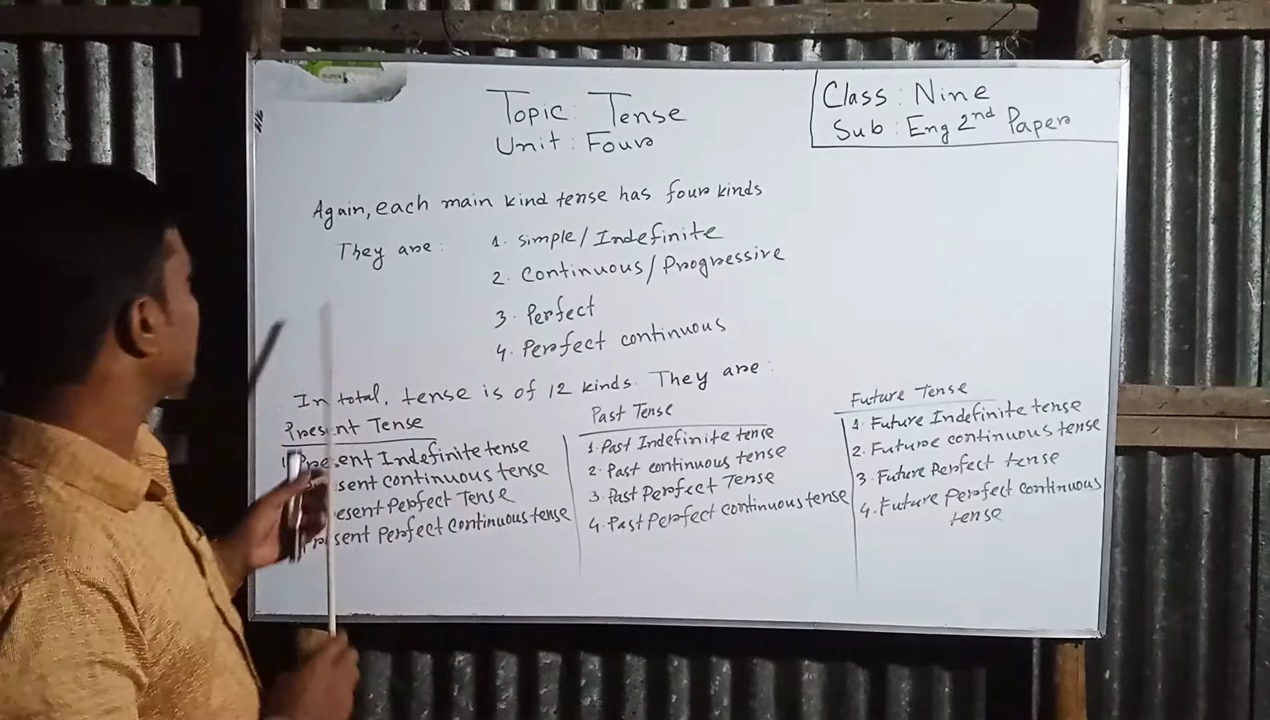 Topic : Tense
Unit : Four
Class : Nine
Sub : Eng 2nd Paper
Again, each main kind tense has four kinds
They are :
1. Simple/Indefinite
2. Continuous/Progressive
3. Perfect
4. Perfect continuous
In total, tense is of 12 kinds. They are :
Present Tense
Present Indefinite tense
sent continuous tense
esent Perfect Tense
Present Perfect Continuous tense
Past Tense
1. Past Indefinite tense
2. Past continuous tense
3. Past Perfect Tense
4. Past Perfect continuous tense
Future Tense
1. Future Indefinite tense
2. Future continuous tense
3. Future Perfect tense
4. Future perfect continuous
tense